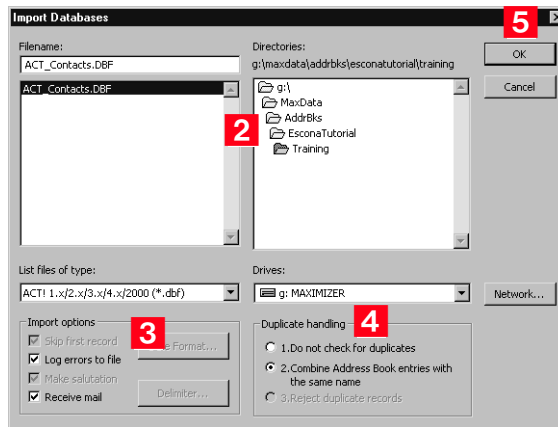 Import Databases
5
Filename:
ACT_Contacts.DBF
ACT_Contacts.DBF
Directories:
g:\maxdata\addrbks\esconatutorial\training
g:\
MaxData
AddrBks
EsconaTutorial
Training
2
OK
Cancel
List files of type:
ACT! 1.x/2.x/3.x/4.x/2000 (*.dbf)
Drives:
g: MAXIMIZER
Network...
Import options
3
Skip first record
Format...
Log errors to file
Make salutation
Receive mail
Delimiter...
Duplicate handling
4
1.Do not check for duplicates
2.Combine Address Book entries with
the same name
3.Reject duplicate records